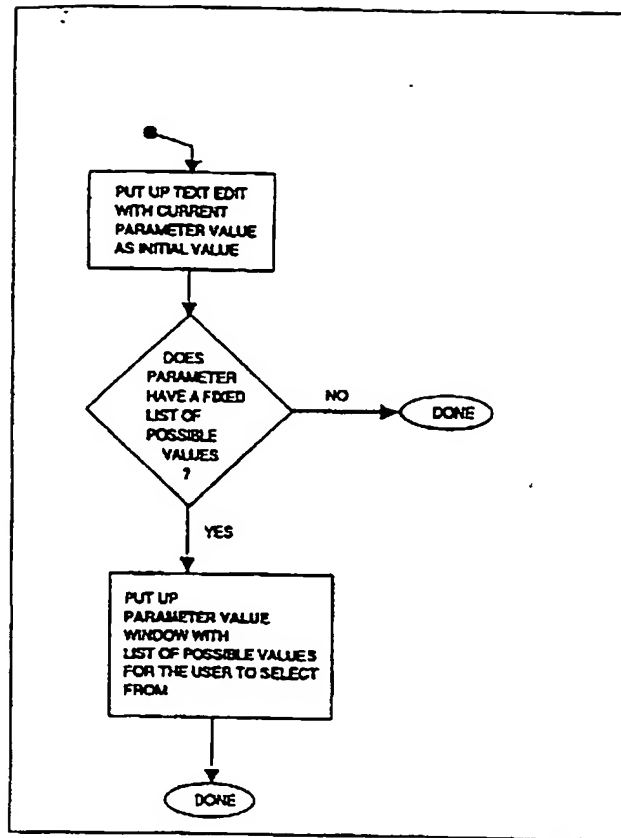 PUT UP TEXT EDIT
WITH CURRENT
PARAMETER VALUE
AS INITIAL VALUE
DOES
PARAMETER
HAVE A FIXED
LIST OF
POSSIBLE
VALUES
?
NO
DONE
YES
PUT UP
PARAMETER VALUE
WINDOW WITH
LIST OF POSSIBLE VALUES
FOR THE USER TO SELECT
FROM
DONE